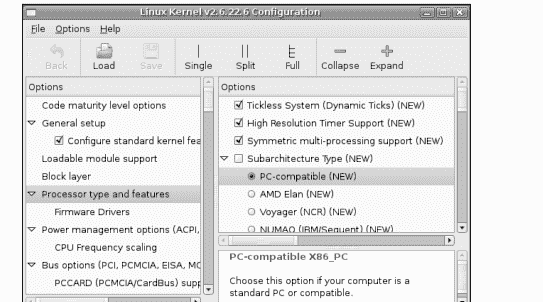 Linux Kernel v2.6.22.6 Configuration
File Options Help
Back Load Save Single Split Full Collapse Expand
Options
Code maturity level options
General setup
Configure standard kernel fea
Loadable module support
Block layer
Processor type and features
Firmware Drivers
Power management options (ACPI,
CPU Frequency scaling
Bus options (PCI, PCMCIA, EISA, MC
PCCARD (PCMCIA/CardBus) supp
Options
Tickless System (Dynamic Ticks) (NEW)
High Resolution Timer Support (NEW)
Symmetric multi-processing support (NEW)
Subarchitecture Type (NEW)
PC-compatible (NEW)
AMD Elan (NEW)
Voyager (NCR) (NEW)
NUMAQ (IBM/Sequent) (NEW)
PC-compatible X86_PC
Choose this option if your computer is a
standard PC or compatible.